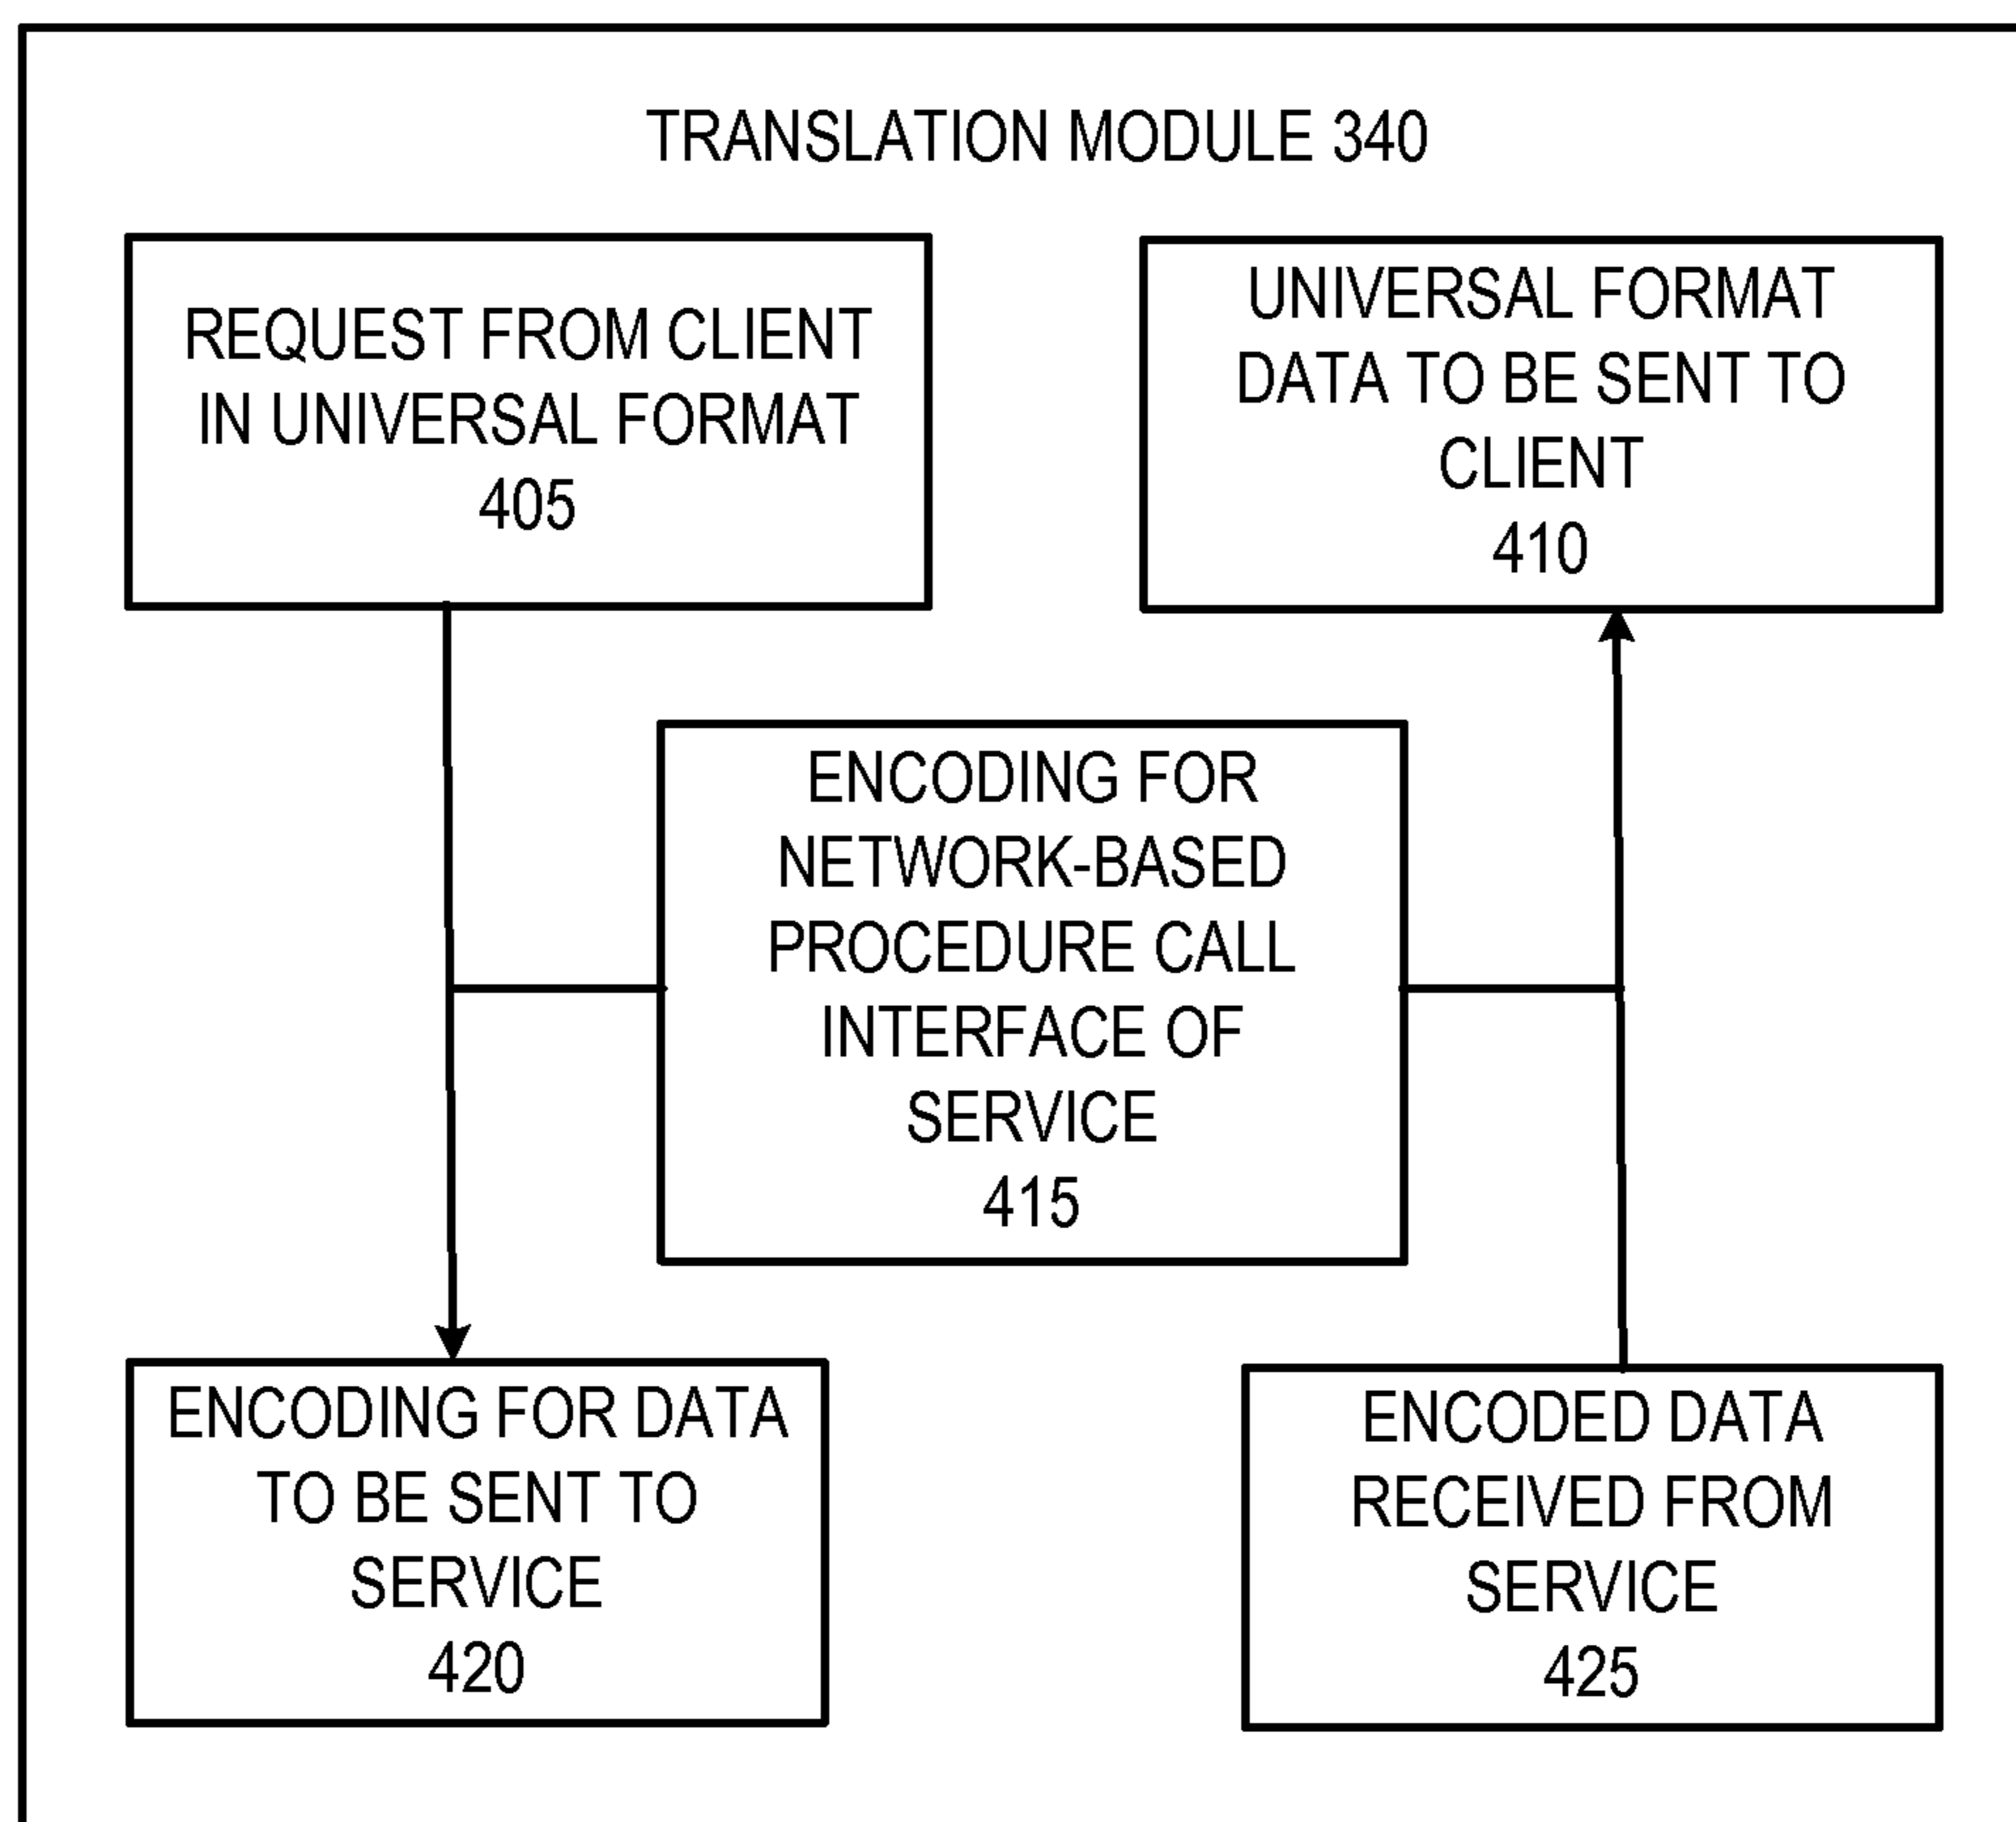 TRANSLATION MODULE 340
REQUEST FROM CLIENT
IN UNIVERSAL FORMAT
405
UNIVERSAL FORMAT
DATA TO BE SENT TO
CLIENT
410
ENCODING FOR
NETWORK-BASED
PROCEDURE CALL
INTERFACE OF
SERVICE
415
ENCODING FOR DATA
TO BE SENT TO
SERVICE
420
ENCODED DATA
RECEIVED FROM
SERVICE
425